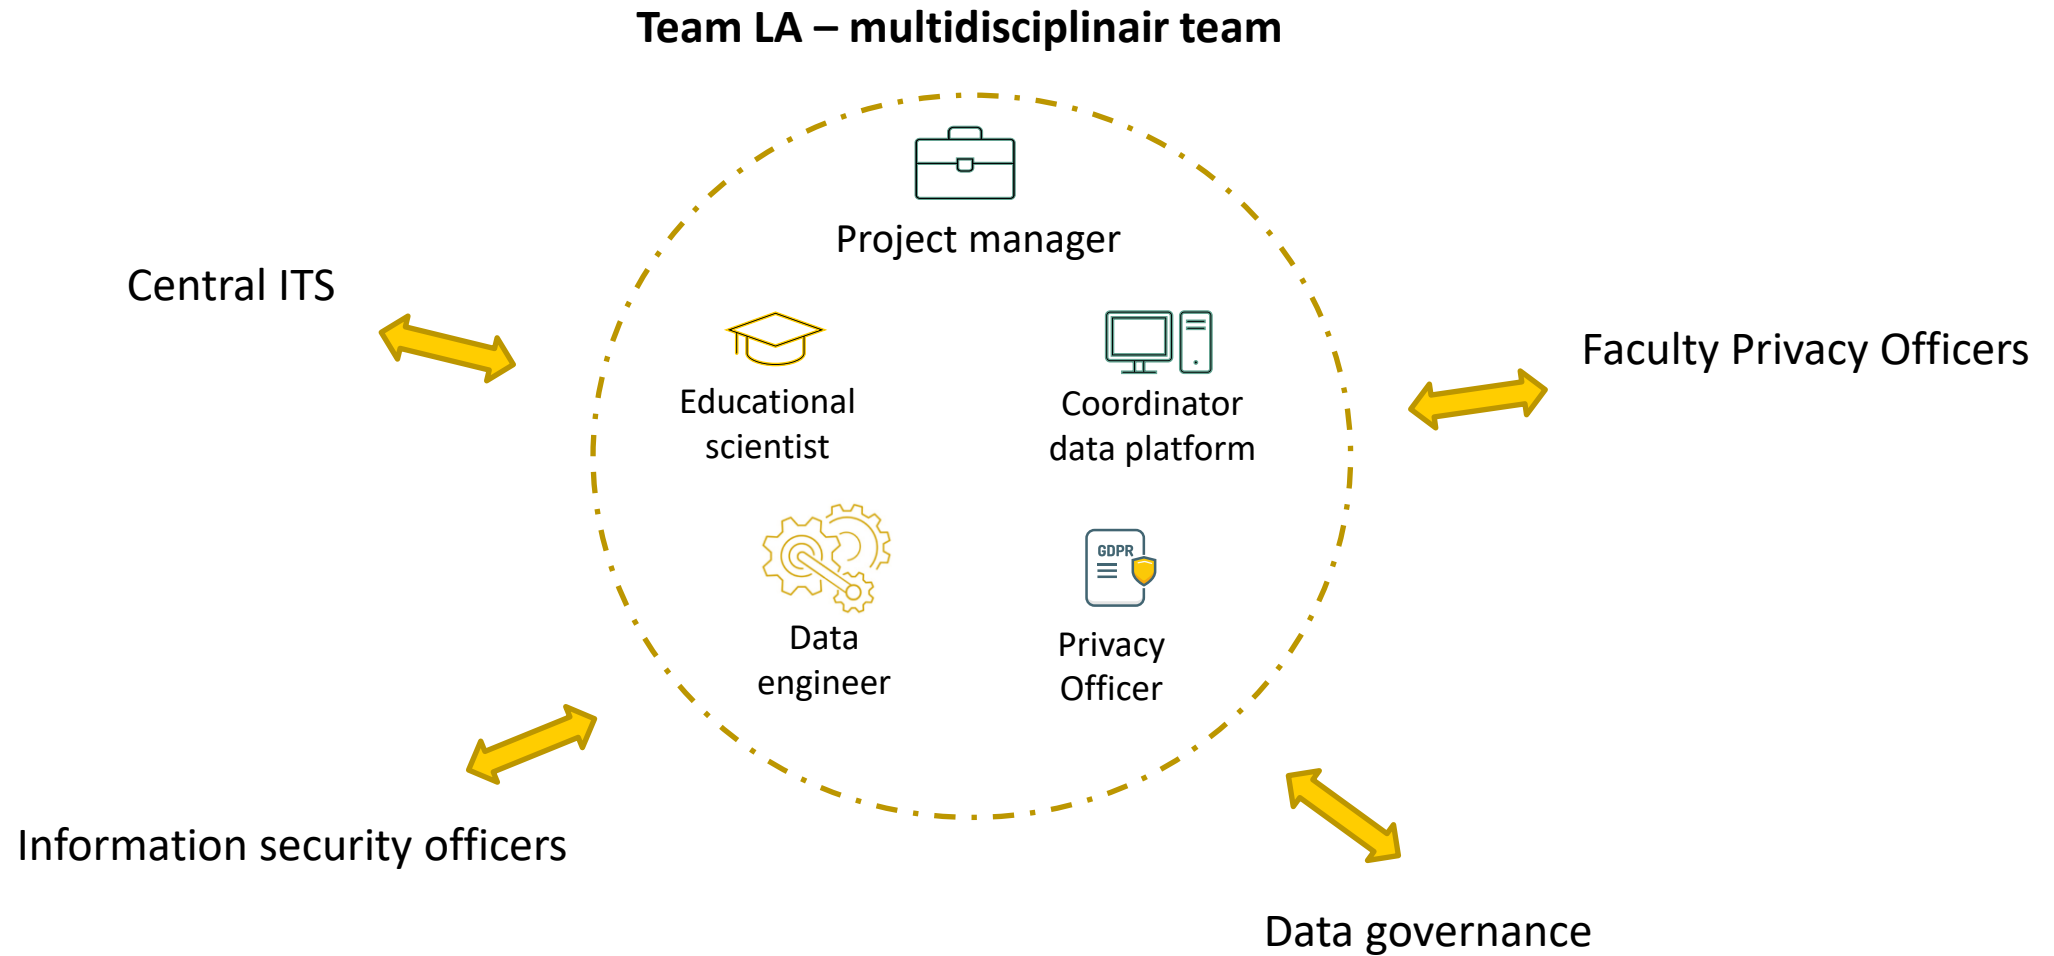 Team LA – multidisciplinair team
Project manager
Central ITS
Faculty Privacy Officers
Educational
scientist
Coordinator
data platform
GDPR
Data
engineer
Privacy
Officer
Information security officers
Data governance